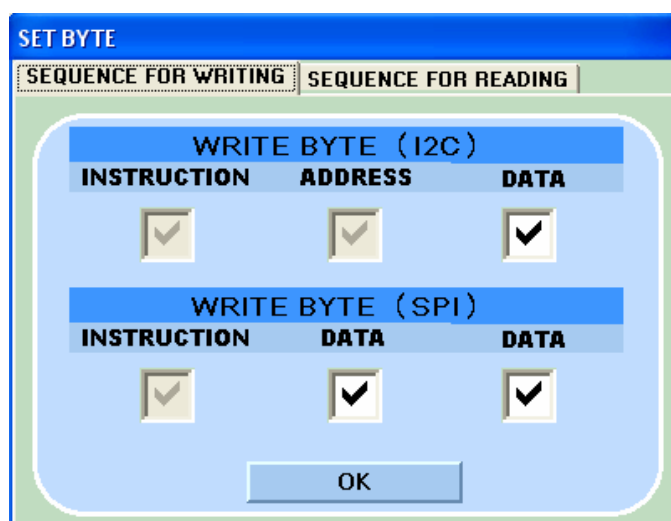 SET BYTE
SEQUENCE FOR WRITING SEQUENCE FOR READING
WRITE BYTE (I2C)
INSTRUCTION ADDRESS DATA
WRITE BYTE (SPI)
INSTRUCTION DATA DATA
OK